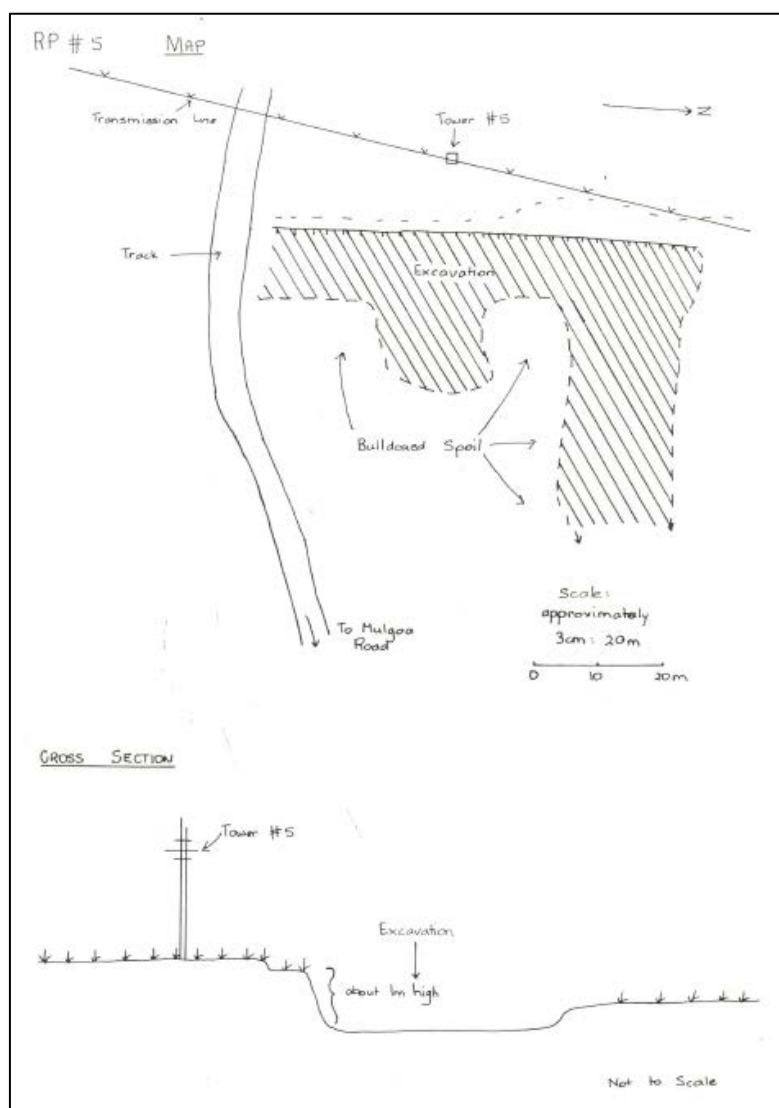 RP # 5 MAP
Transmission Line
Tower #5
N
Track
Excavation
Bulldozed Spoil
Scale:
approximately
3cm: 20m
To Mulgoa
Road
0 10 20m
CROSS SECTION
Tower #5
Excavation
about 1m high
Not to Scale